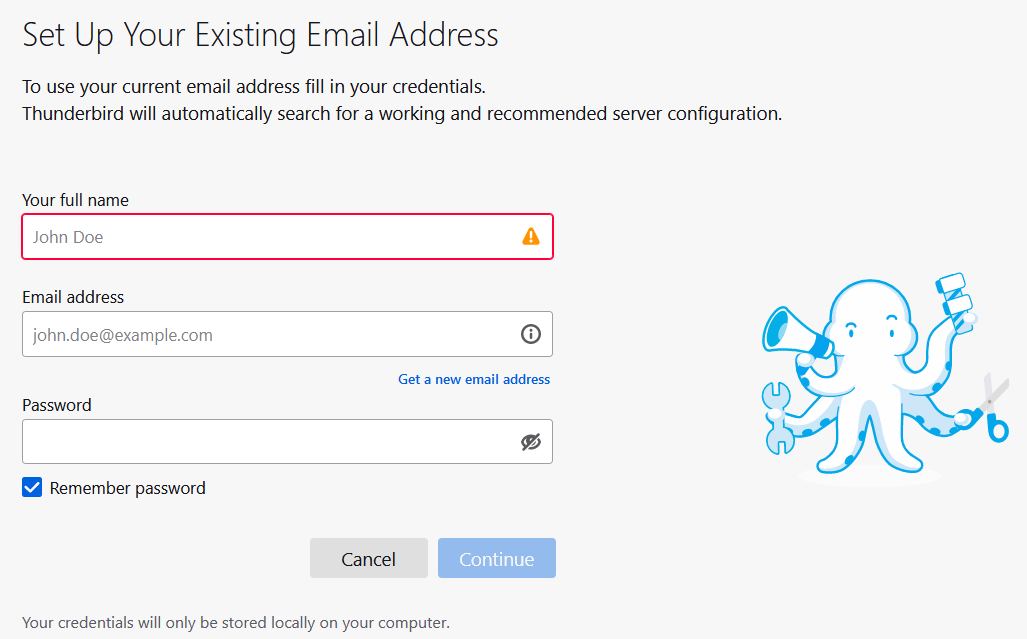 Set Up Your Existing Email Address
To use your current email address fill in your credentials.
Thunderbird will automatically search for a working and recommended server configuration.
Your full name
John Doe
Email address
john.doe@example.com
Get a new email address
Password
Remember password
Cancel
Continue
Your credentials will only be stored locally on your computer.